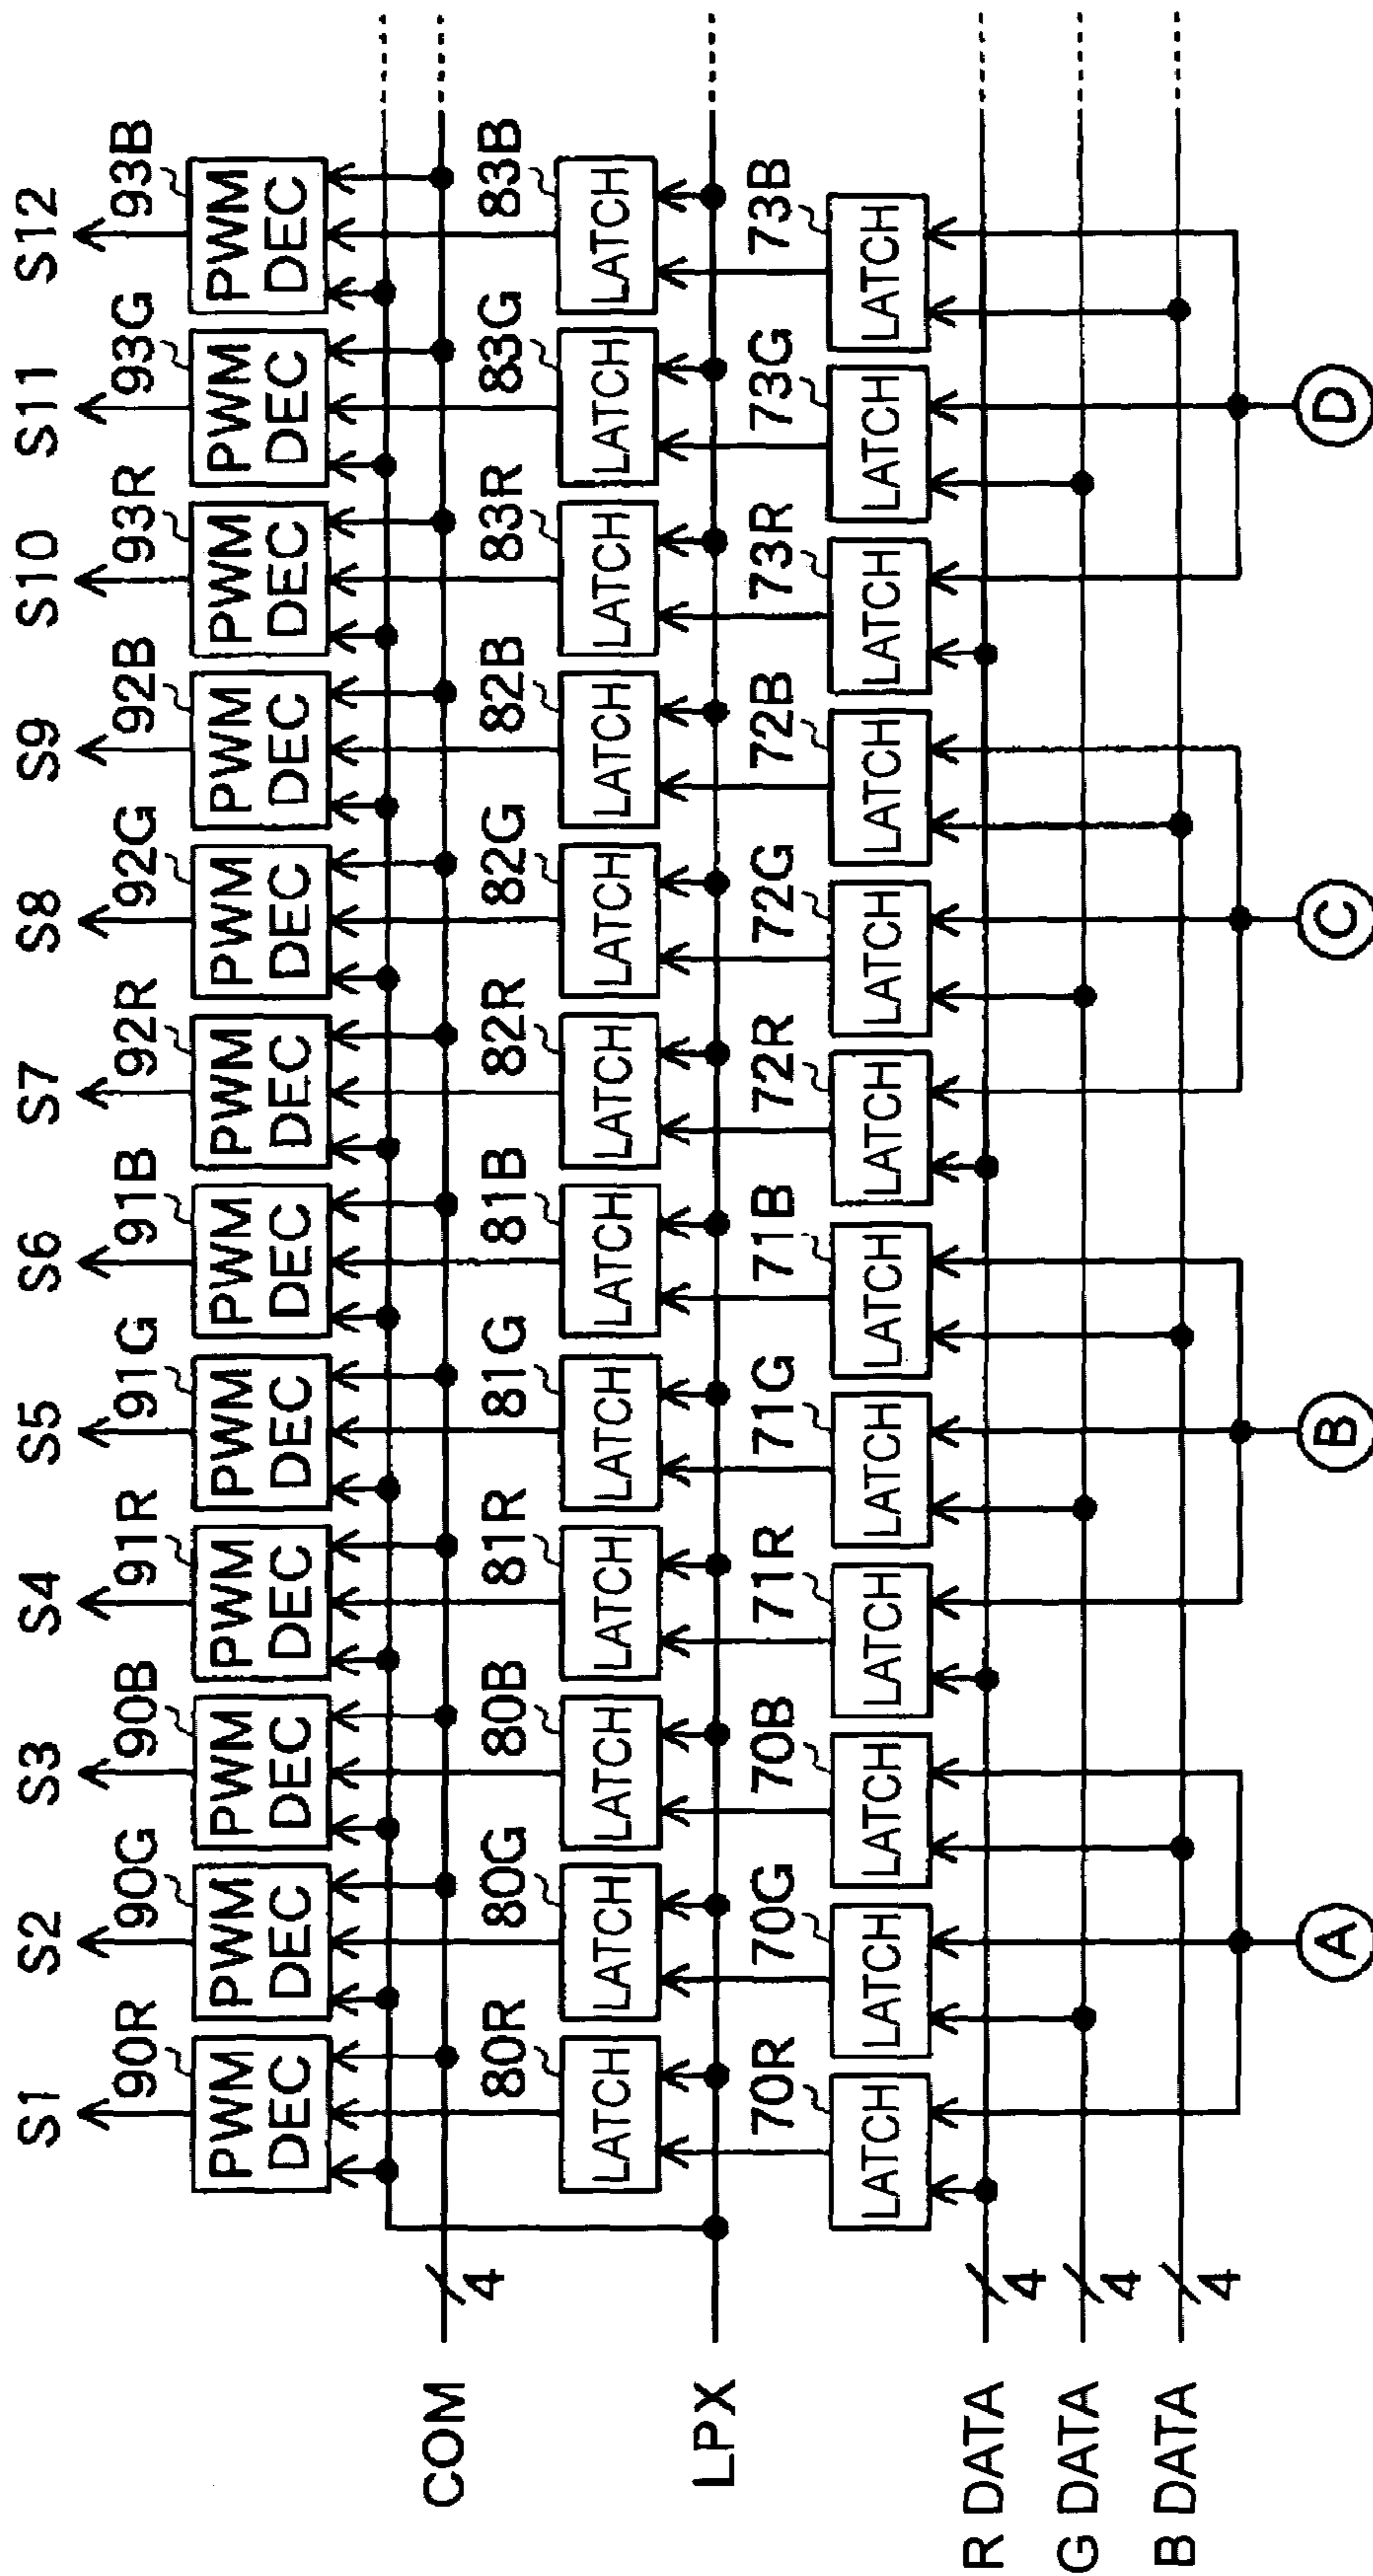 S1 S2 S3 S4 S5 S6 S7 S8 S9 S10 S11 S12
90R 90G 90B 91R 91G 91B 92R 92G 92B 93R 93G 93B
PWM PWM PWM PWM PWM PWM PWM PWM PWM PWM PWM PWM
DEC DEC DEC DEC DEC DEC DEC DEC DEC DEC DEC DEC
COM
4
80R 80G 80B 81R 81G 81B 82R 82G 82B 83R 83G 83B
LATCH LATCH LATCH LATCH LATCH LATCH LATCH LATCH LATCH LATCH LATCH LATCH
LPX
70R 70G 70B 71R 71G 71B 72R 72G 72B 73R 73G 73B
LATCH LATCH LATCH LATCH LATCH LATCH LATCH LATCH LATCH LATCH LATCH LATCH
R DATA 4
G DATA 4
B DATA 4
A B C D